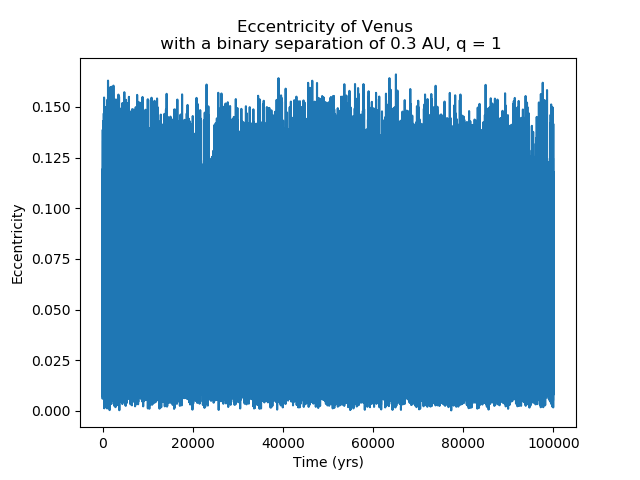 Eccentricity of Venus
with a binary separation of 0.3 AU, q = 1
0.150
0.125
0.100
0.075
0.050
0.025
0.000
Eccentricity
0 20000 40000 60000 80000 100000
Time (yrs)